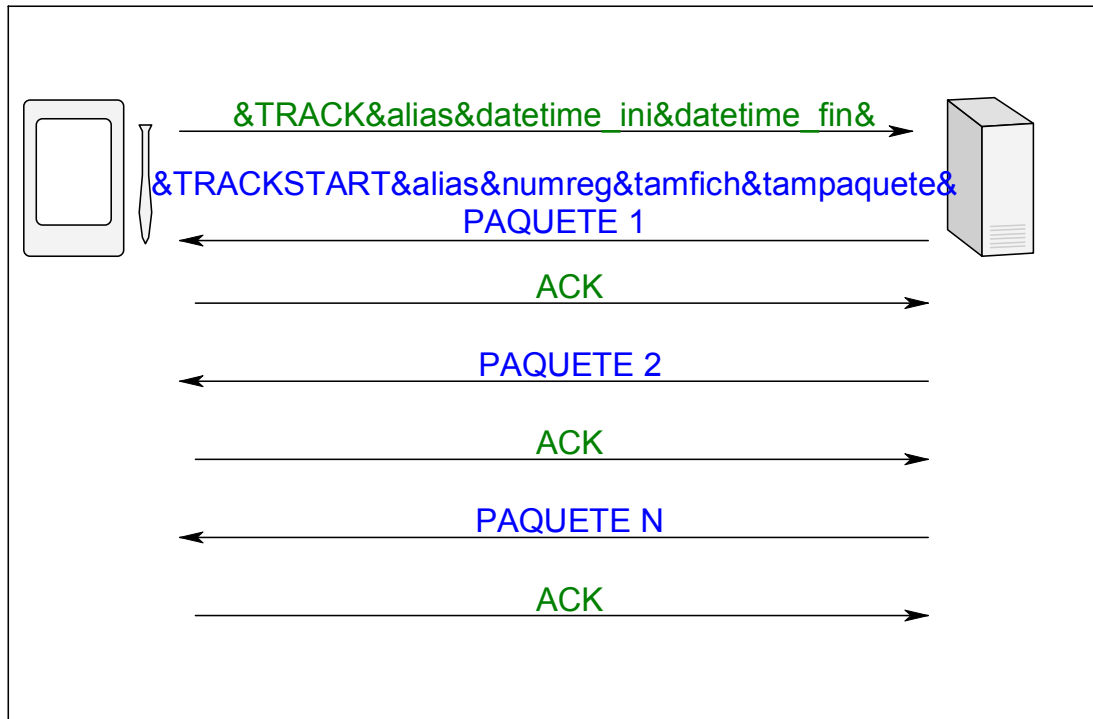 &TRACK&alias&datetime_ini&datetime_fin&
&TRACKSTART&alias&numreg&tamfich&tampaquete&
PAQUETE 1
ACK
PAQUETE 2
ACK
PAQUETE N
ACK